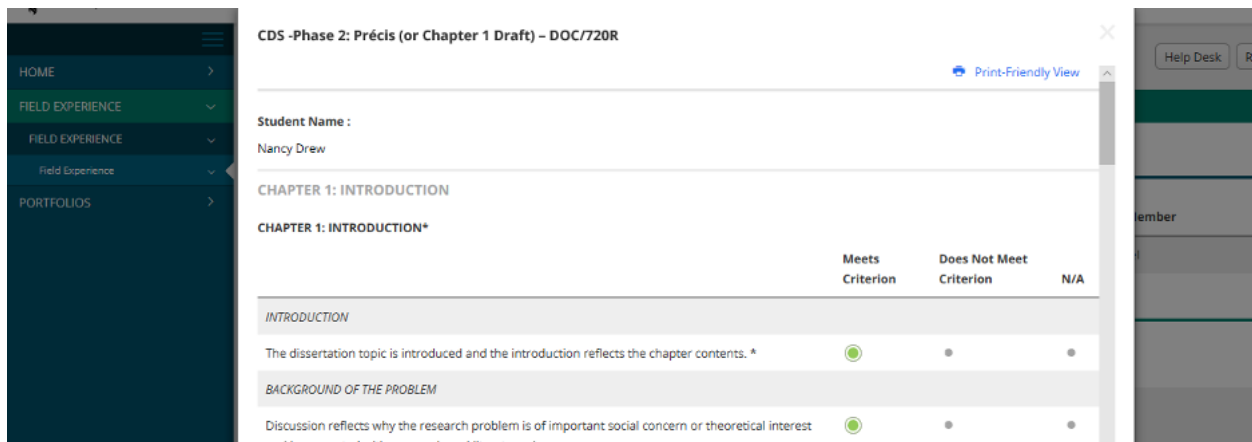 CDS -Phase 2: Précis (or Chapter 1 Draft) – DOC/720R
Help Desk
Print-Friendly View
HOME
FIELD EXPERIENCE
FIELD EXPERIENCE
Field Experience
PORTFOLIOS
Student Name :
Nancy Drew
CHAPTER 1: INTRODUCTION
CHAPTER 1: INTRODUCTION*
Meets Criterion
Does Not Meet Criterion
N/A
INTRODUCTION
The dissertation topic is introduced and the introduction reflects the chapter contents. *
BACKGROUND OF THE PROBLEM
Discussion reflects why the research problem is of important social concern or theoretical interest